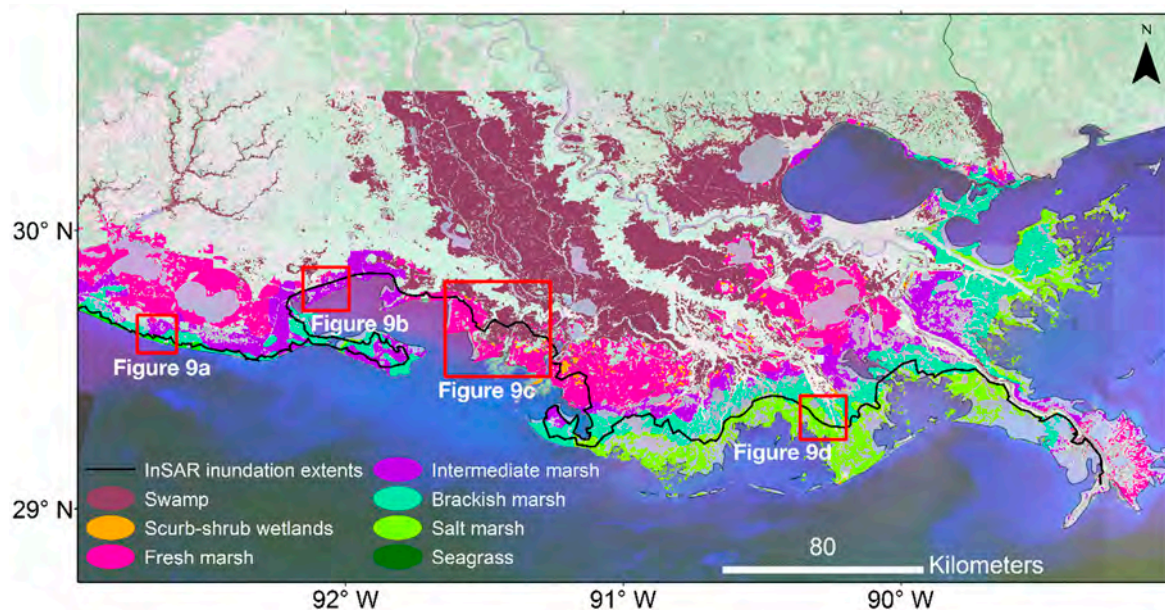 N
30° N
Figure 9b
Figure 9a
Figure 9c
Figure 9d
InSAR inundation extents
Intermediate marsh
Swamp
Brackish marsh
29° N
Scurb-shrub wetlands
Salt marsh
80
Fresh marsh
Seagrass
Kilometers
92° W
91° W
90° W